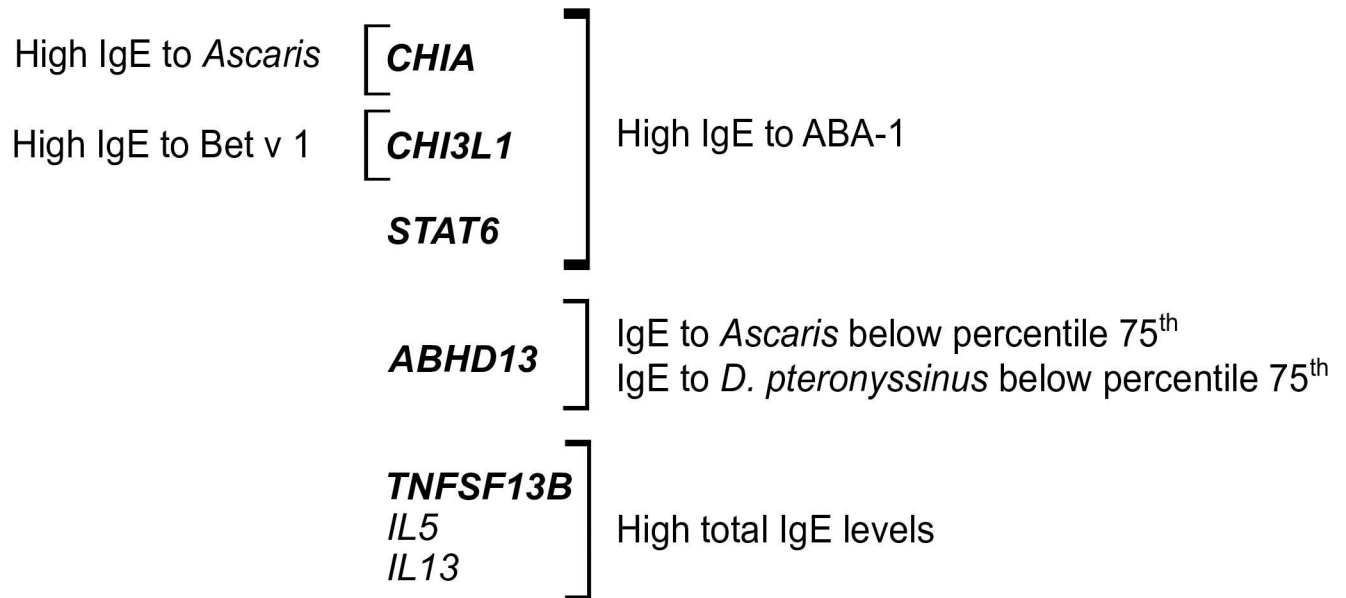 High IgE to Ascaris
CHIA
High IgE to Bet v 1
CHI3L1
High IgE to ABA-1
STAT6
ABHD13
IgE to Ascaris below percentile 75th
IgE to D. pteronyssinus below percentile 75th
TNFSF13B
IL5
IL13
High total IgE levels